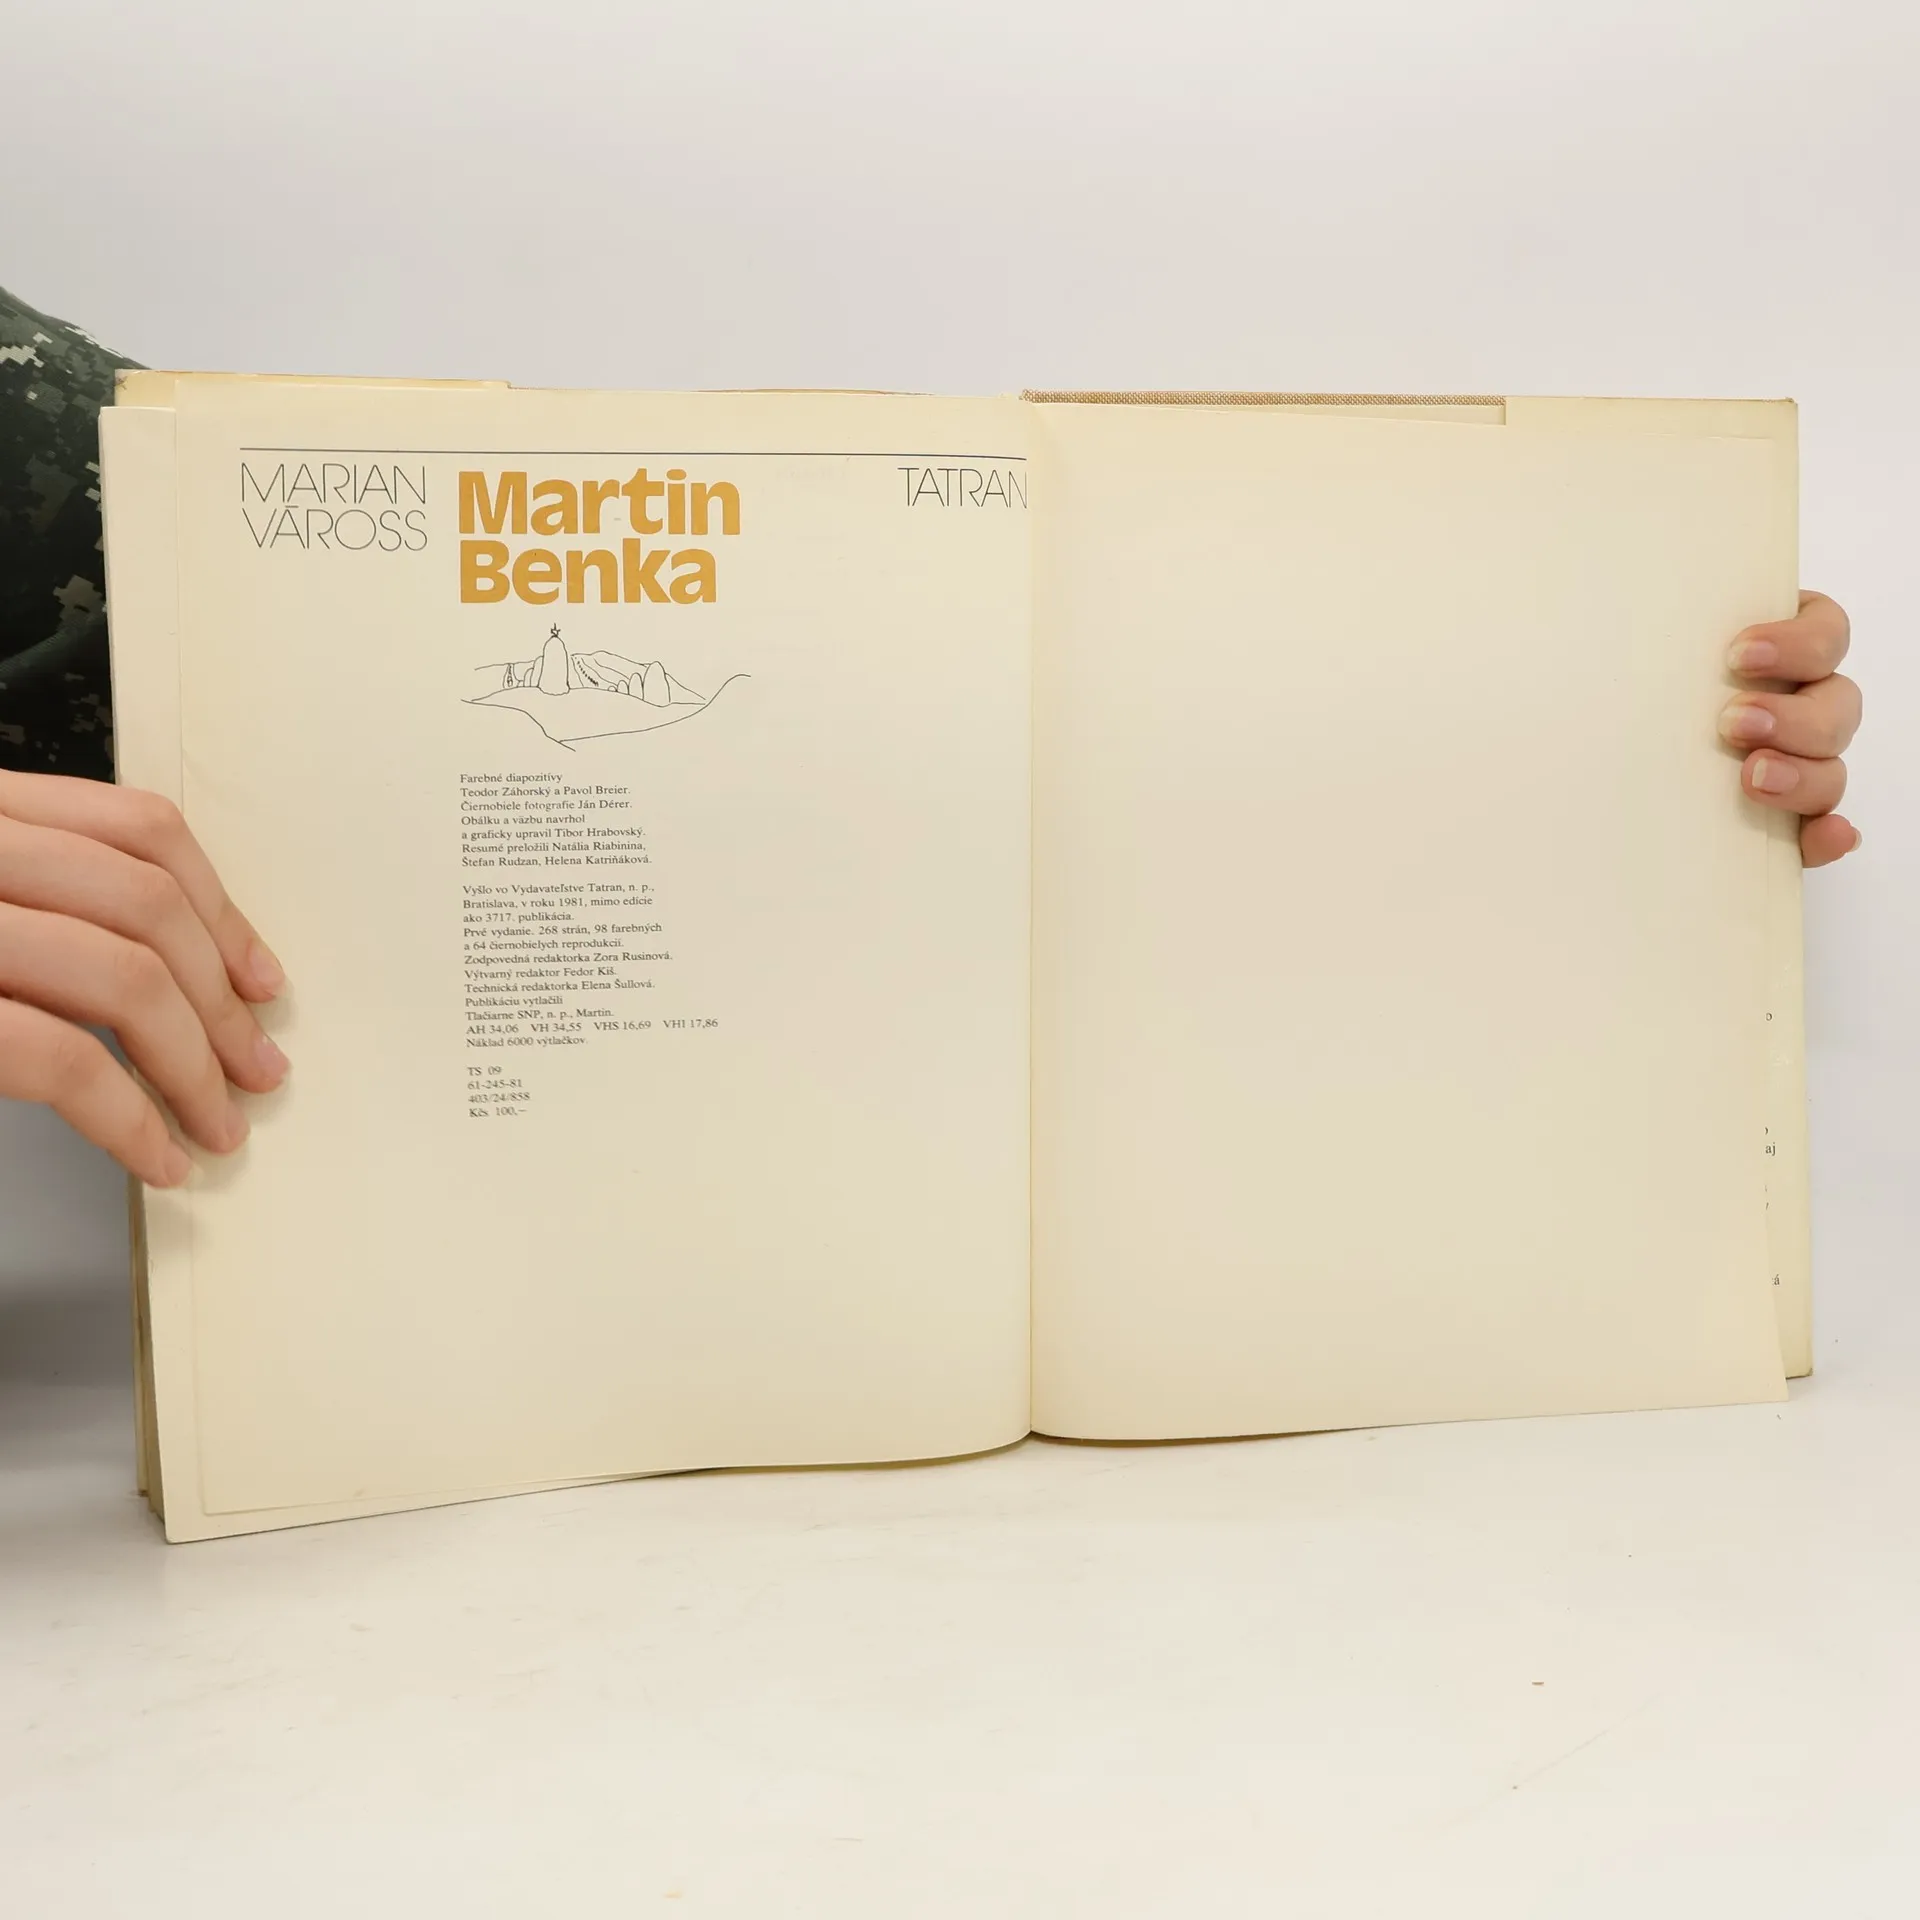 MARIAN
VÁROSS
Martin
Benka
TATRAN
Farebné diapozitívy
Teodor Záhorský a Pavol Breier.
Čiernobiele fotografie Ján Dérer.
Obálku a väzbu navrhol
a graficky upravil Tibor Hrabovský.
Resumé preložili Natália Riabinina,
Štefan Rudzan, Helena Katriňáková.
Vyšlo vo Vydavateľstve Tatran, n. p.,
Bratislava, v roku 1981, mimo edície
ako 3717. publikácia.
Prvé vydanie. 268 strán, 98 farebných
a 64 čiernobielych reprodukcií.
Zodpovedná redaktorka Zora Rusinová.
Výtvarný redaktor Fedor Kiš.
Technická redaktorka Elena Šullová.
Publikáciu vytlačili
Tlačiarne SNP, n. p., Martin.
AH 34,06 VH 34,55 VHS 16,69 VHI 17,86
Náklad 6000 výtlačkov.
TS 09
61-245-81
403/24/858
Kčs 100,—
aj